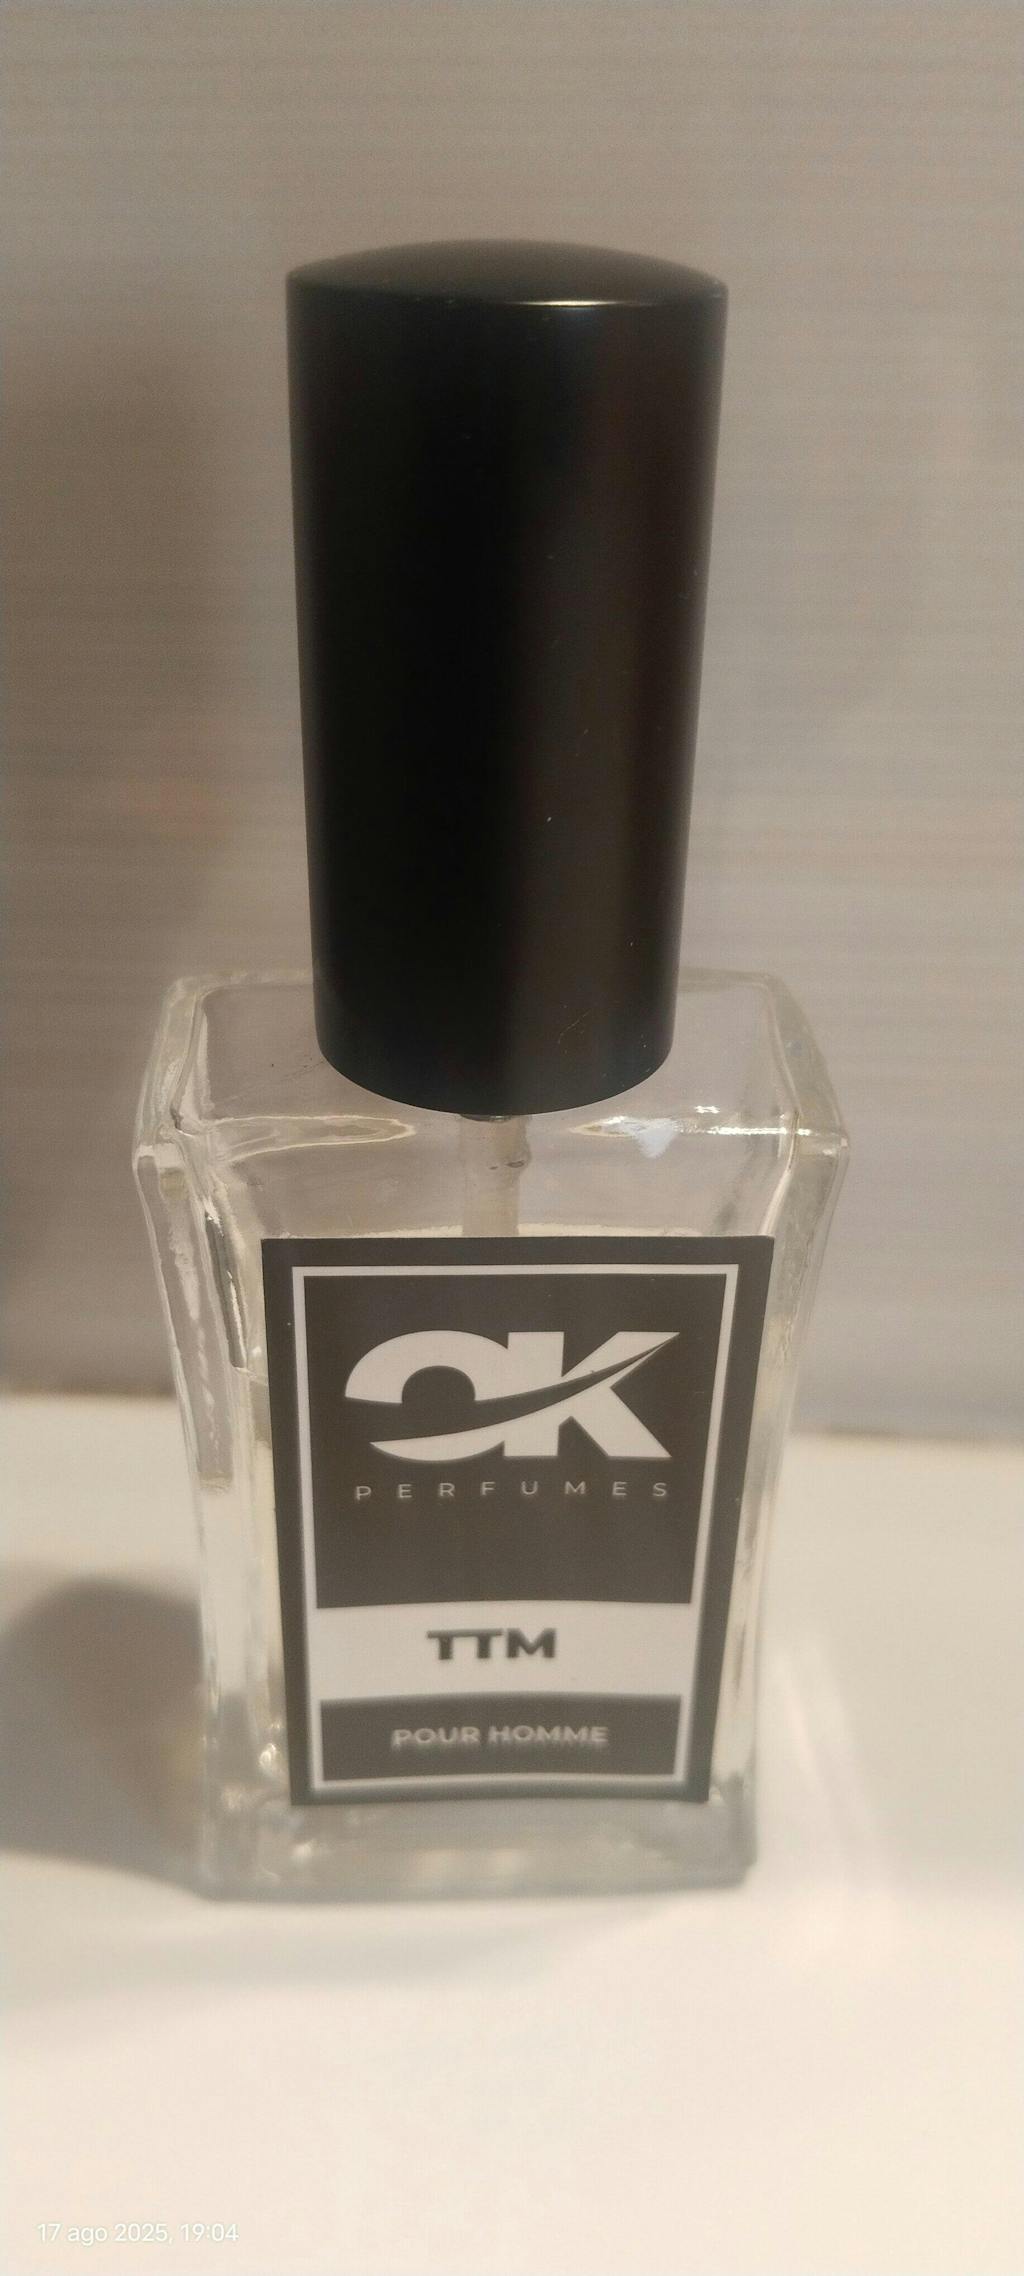 OK
PERFUMES
TTM
POUR HOMME
17 ago 2025, 19:04